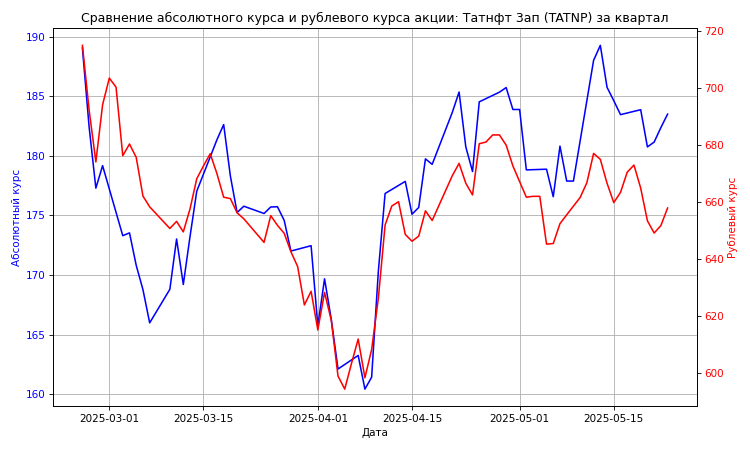 Сравнение абсолютного курса и рублевого курса акции: Татнфт 3ап (TATNP) за квартал
190
185
180
175
170
165
160
Абсолютный курс
720
700
680
660
640
620
600
Рублевый курс
2025-03-01 2025-03-15 2025-04-01 2025-04-15 2025-05-01 2025-05-15
Дата